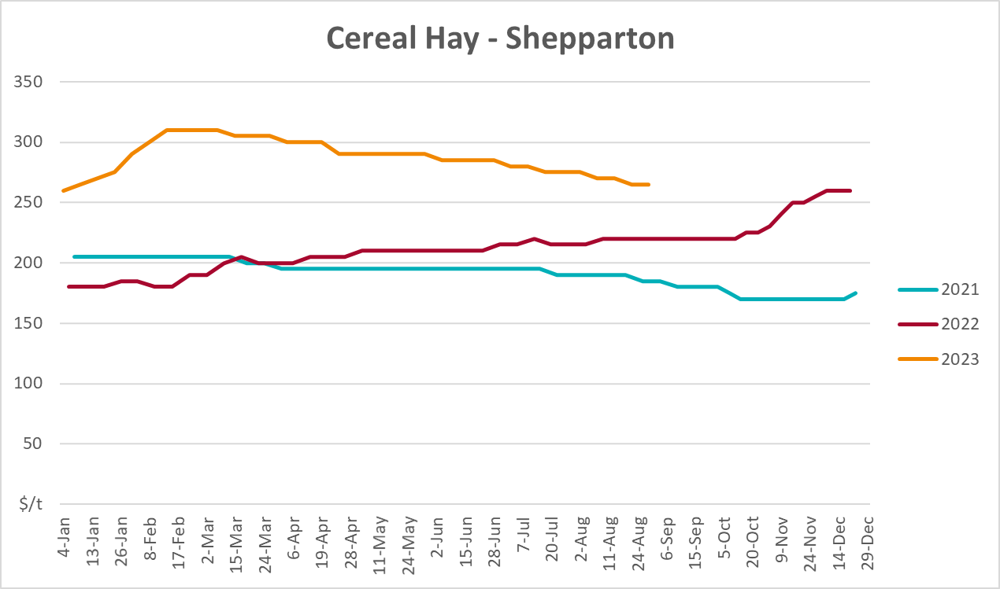 Cereal Hay - Shepparton
350
300
250
200
150
100
50
$/t
4-Jan
13-Jan
26-Jan
8-Feb
17-Feb
2-Mar
15-Mar
24-Mar
6-Apr
19-Apr
28-Apr
11-May
24-May
2-Jun
15-Jun
28-Jun
7-Jul
20-Jul
2-Aug
11-Aug
24-Aug
6-Sep
15-Sep
5-Oct
20-Oct
9-Nov
24-Nov
14-Dec
29-Dec
2021
2022
2023